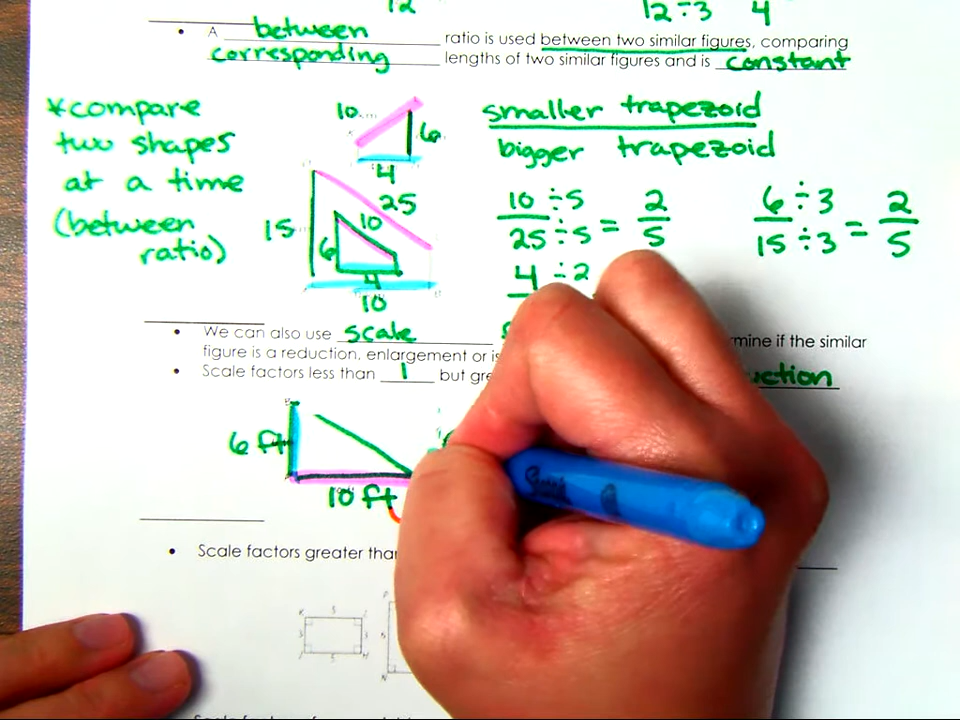 12 12 ÷ 3 4
• A between ratio is used between two similar figures, comparing
corresponding lengths of two similar figures and is constant
*compare
two shapes
at a time
(between
ratio)
10 6
4
15 25
6 10
4
10
smaller trapezoid
bigger trapezoid
10 ÷5 / 25 ÷5 = 2/5
6 ÷3 / 15 ÷3 = 2/5
4 ÷2
• We can also use scale mine if the similar
figure is a reduction, enlargement or is
• Scale factors less than 1 but
6 ft
10 ft
• Scale factors greater